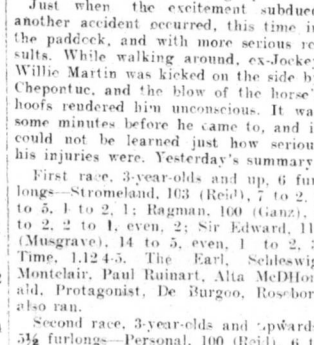 Just when the excitement subdued
another accident occurred, this time in
the paddock, and with more serious re-
sults. While walking around, ex-Jockey
Willie Martin was kicked on the side by
Chepontuc, and the blow of the horse's
hoofs rendered him unconscious. It was
some minutes before he came to, and it
could not be learned just how serious
his injuries were. Yesterday's summary:
First race, 3-year-olds and up, 6 fur-
longs—Stromeland, 103 (Reid), 7 to 2,
to 5, 1 to 2, 1; Ragman, 100 (Ganz),
to 2, 2 to 1, even, 2; Sir Edward, 11
(Musgrave), 14 to 5, even, 1 to 2, 3
Time, 1.12 4-5. The Earl, Schleswig
Montclair, Paul Ruinart, Alta McDHon
ald, Protagonist, De Burgoo, Rosebor
also ran.
Second race, 3-year-olds and upwards
5½ furlongs—Personal, 100 (Reid), 6 t